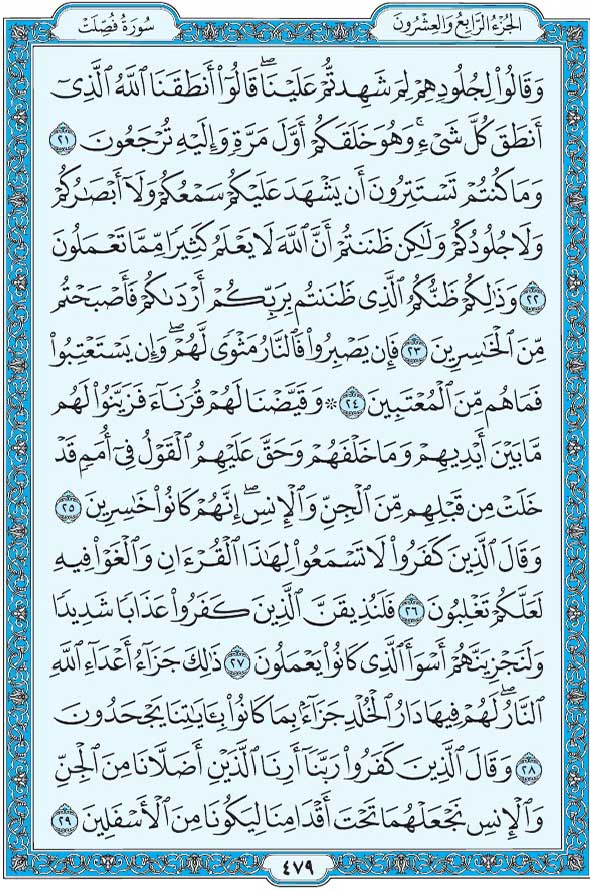 الجزء الرابع والعشرون
سورة فصلت
وَقَالُواْ لِجُلُودِهِمْ لِمَ شَهِدتُّمْ عَلَيْنَاۖ قَالُوٓاْ أَنطَقَنَا ٱللَّهُ ٱلَّذِىٓ
أَنطَقَ كُلَّ شَىْءٖۚ وَهُوَ خَلَقَكُمْ أَوَّلَ مَرَّةٖ وَإِلَيْهِ تُرْجَعُونَ ٢١
وَمَا كُنتُمْ تَسْتَتِرُونَ أَن يَشْهَدَ عَلَيْكُمْ سَمْعُكُمْ وَلَآ أَبْصَٰرُكُمْ
وَلَا جُلُودُكُمْ وَلَٰكِن ظَنَنتُمْ أَنَّ ٱللَّهَ لَا يَعْلَمُ كَثِيرٗا مِّمَّا تَعْمَلُونَ
٢٢ وَذَٰلِكُمْ ظَنُّكُمُ ٱلَّذِى ظَنَنتُم بِرَبِّكُمْ أَرْدَىٰكُمْ فَأَصْبَحْتُم
مِّنَ ٱلْخَٰسِرِينَ ٢٣ فَإِن يَصْبِرُواْ فَٱلنَّارُ مَثْوٗى لَّهُمْۖ وَإِن يَسْتَعْتِبُواْ
فَمَا هُم مِّنَ ٱلْمُعْتَبِينَ ٢٤ ۞ وَقَيَّضْنَا لَهُمْ قُرَنَآءَ فَزَيَّنُواْ لَهُم
مَّا بَيْنَ أَيْدِيهِمْ وَمَا خَلْفَهُمْ وَحَقَّ عَلَيْهِمُ ٱلْقَوْلُ فِىٓ أُمَمٖ قَدْ
خَلَتْ مِن قَبْلِهِم مِّنَ ٱلْجِنِّ وَٱلْإِنسِۖ إِنَّهُمْ كَانُواْ خَٰسِرِينَ ٢٥
وَقَالَ ٱلَّذِينَ كَفَرُواْ لَا تَسْمَعُواْ لِهَٰذَا ٱلْقُرْءَانِ وَٱلْغَوْاْ فِيهِ
لَعَلَّكُمْ تَغْلِبُونَ ٢٦ فَلَنُذِيقَنَّ ٱلَّذِينَ كَفَرُواْ عَذَابٗا شَدِيدٗا
وَلَنَجْزِيَنَّهُمْ أَسْوَأَ ٱلَّذِى كَانُواْ يَعْمَلُونَ ٢٧ ذَٰلِكَ جَزَآءُ أَعْدَآءِ ٱللَّهِ
ٱلنَّارُۖ لَهُمْ فِيهَا دَارُ ٱلْخُلْدِ جَزَآءَۢ بِمَا كَانُواْ بِـَٔايَٰتِنَا يَجْحَدُونَ
٢٨ وَقَالَ ٱلَّذِينَ كَفَرُواْ رَبَّنَآ أَرِنَا ٱلَّذَيْنِ أَضَلَّانَا مِنَ ٱلْجِنِّ
وَٱلْإِنسِ نَجْعَلْهُمَا تَحْتَ أَقْدَامِنَا لِيَكُونَا مِنَ ٱلْأَسْفَلِينَ ٢٩
٤٧٩